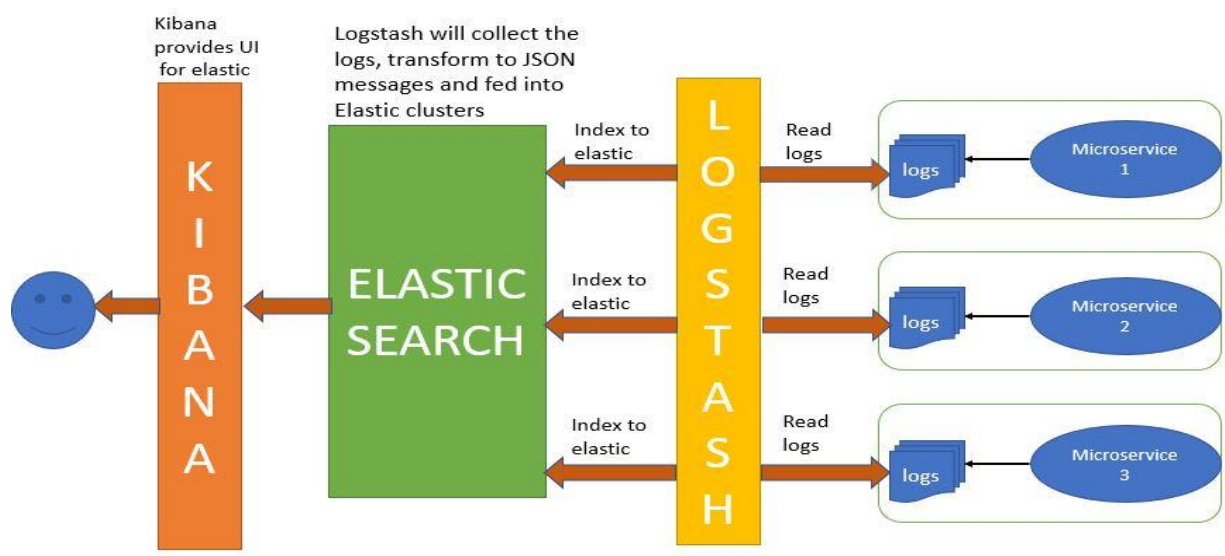 Kibana
provides UI
for elastic
Logstash will collect the
logs, transform to JSON
messages and fed into
Elastic clusters
KIBANA
ELASTIC
SEARCH
LOGSTASH
Index to
elastic
Read
logs
logs
Microservice
1
Index to
elastic
Read
logs
logs
Microservice
2
Index to
elastic
Read
logs
logs
Microservice
3